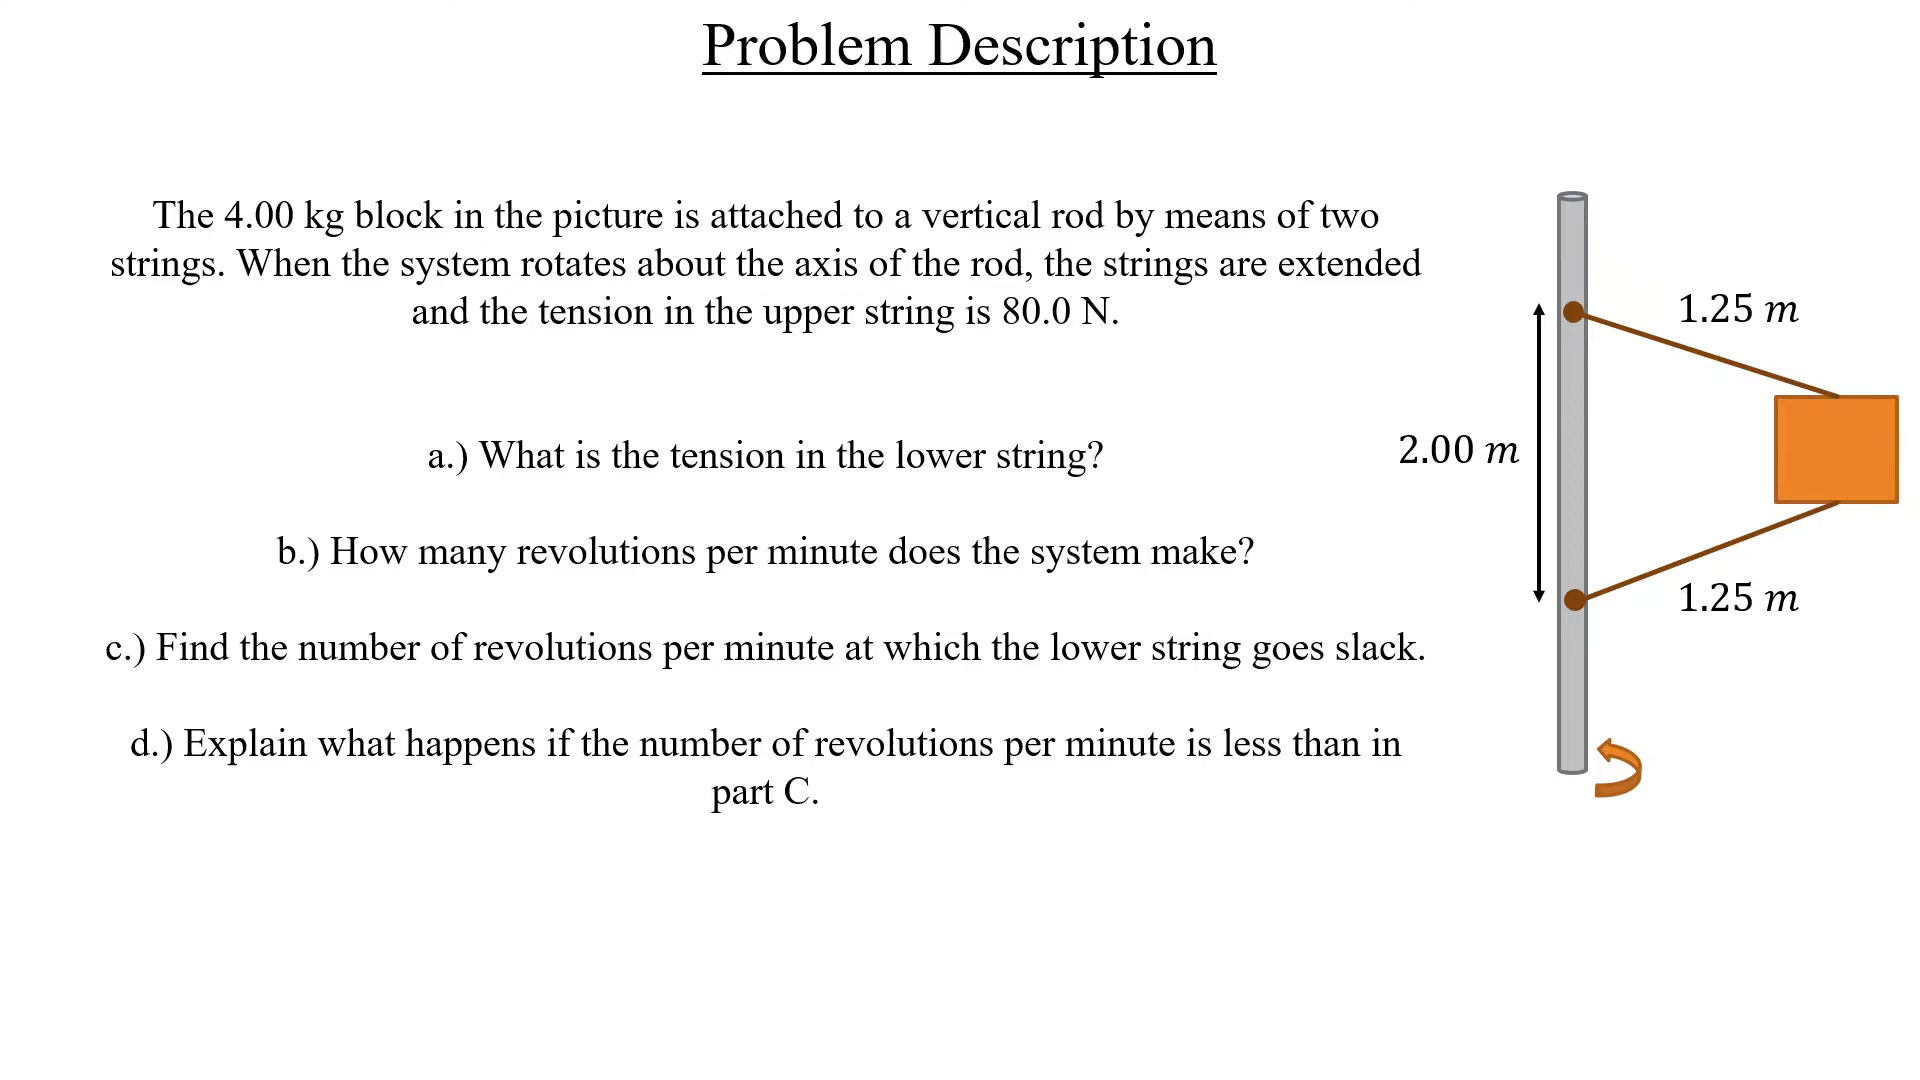 Problem Description
The 4.00 kg block in the picture is attached to a vertical rod by means of two
strings. When the system rotates about the axis of the rod, the strings are extended
and the tension in the upper string is 80.0 N.
a.) What is the tension in the lower string?
b.) How many revolutions per minute does the system make?
c.) Find the number of revolutions per minute at which the lower string goes slack.
d.) Explain what happens if the number of revolutions per minute is less than in
part C.
1.25 m
2.00 m
1.25 m